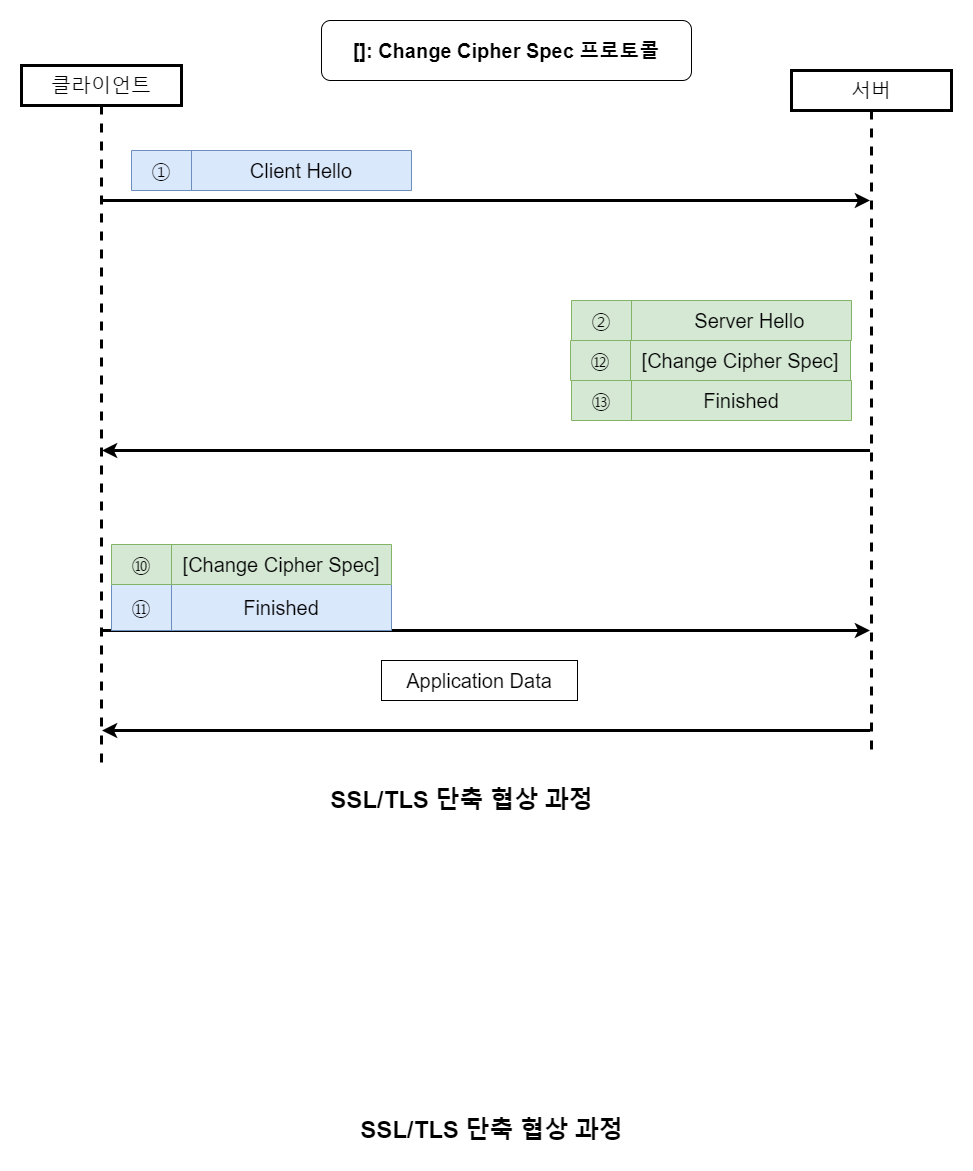 []: Change Cipher Spec 프로토콜
클라이언트
서버
① Client Hello
② Server Hello
⑫ [Change Cipher Spec]
⑬ Finished
⑩ [Change Cipher Spec]
⑪ Finished
Application Data
SSL/TLS 단축 협상 과정
SSL/TLS 단축 협상 과정